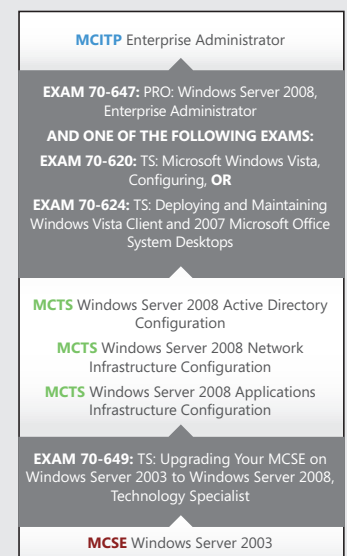 MCITP Enterprise Administrator
EXAM 70-647: PRO: Windows Server 2008,
Enterprise Administrator
AND ONE OF THE FOLLOWING EXAMS:
EXAM 70-620: TS: Microsoft Windows Vista,
Configuring, OR
EXAM 70-624: TS: Deploying and Maintaining
Windows Vista Client and 2007 Microsoft Office
System Desktops
MCTS Windows Server 2008 Active Directory
Configuration
MCTS Windows Server 2008 Network
Infrastructure Configuration
MCTS Windows Server 2008 Applications
Infrastructure Configuration
EXAM 70-649: TS: Upgrading Your MCSE on
Windows Server 2003 to Windows Server 2008,
Technology Specialist
MCSE Windows Server 2003